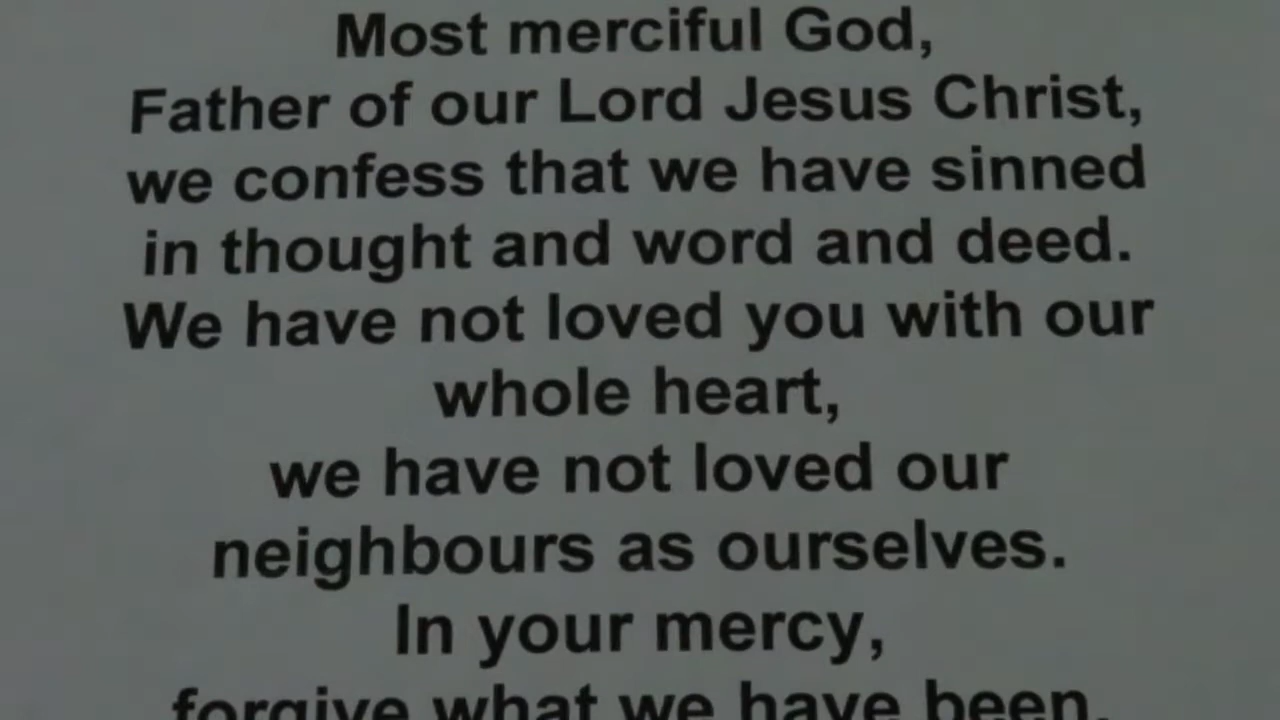 Most merciful God,
Father of our Lord Jesus Christ,
we confess that we have sinned
in thought and word and deed.
We have not loved you with our
whole heart,
we have not loved our
neighbours as ourselves.
In your mercy,
forgive what we have been,